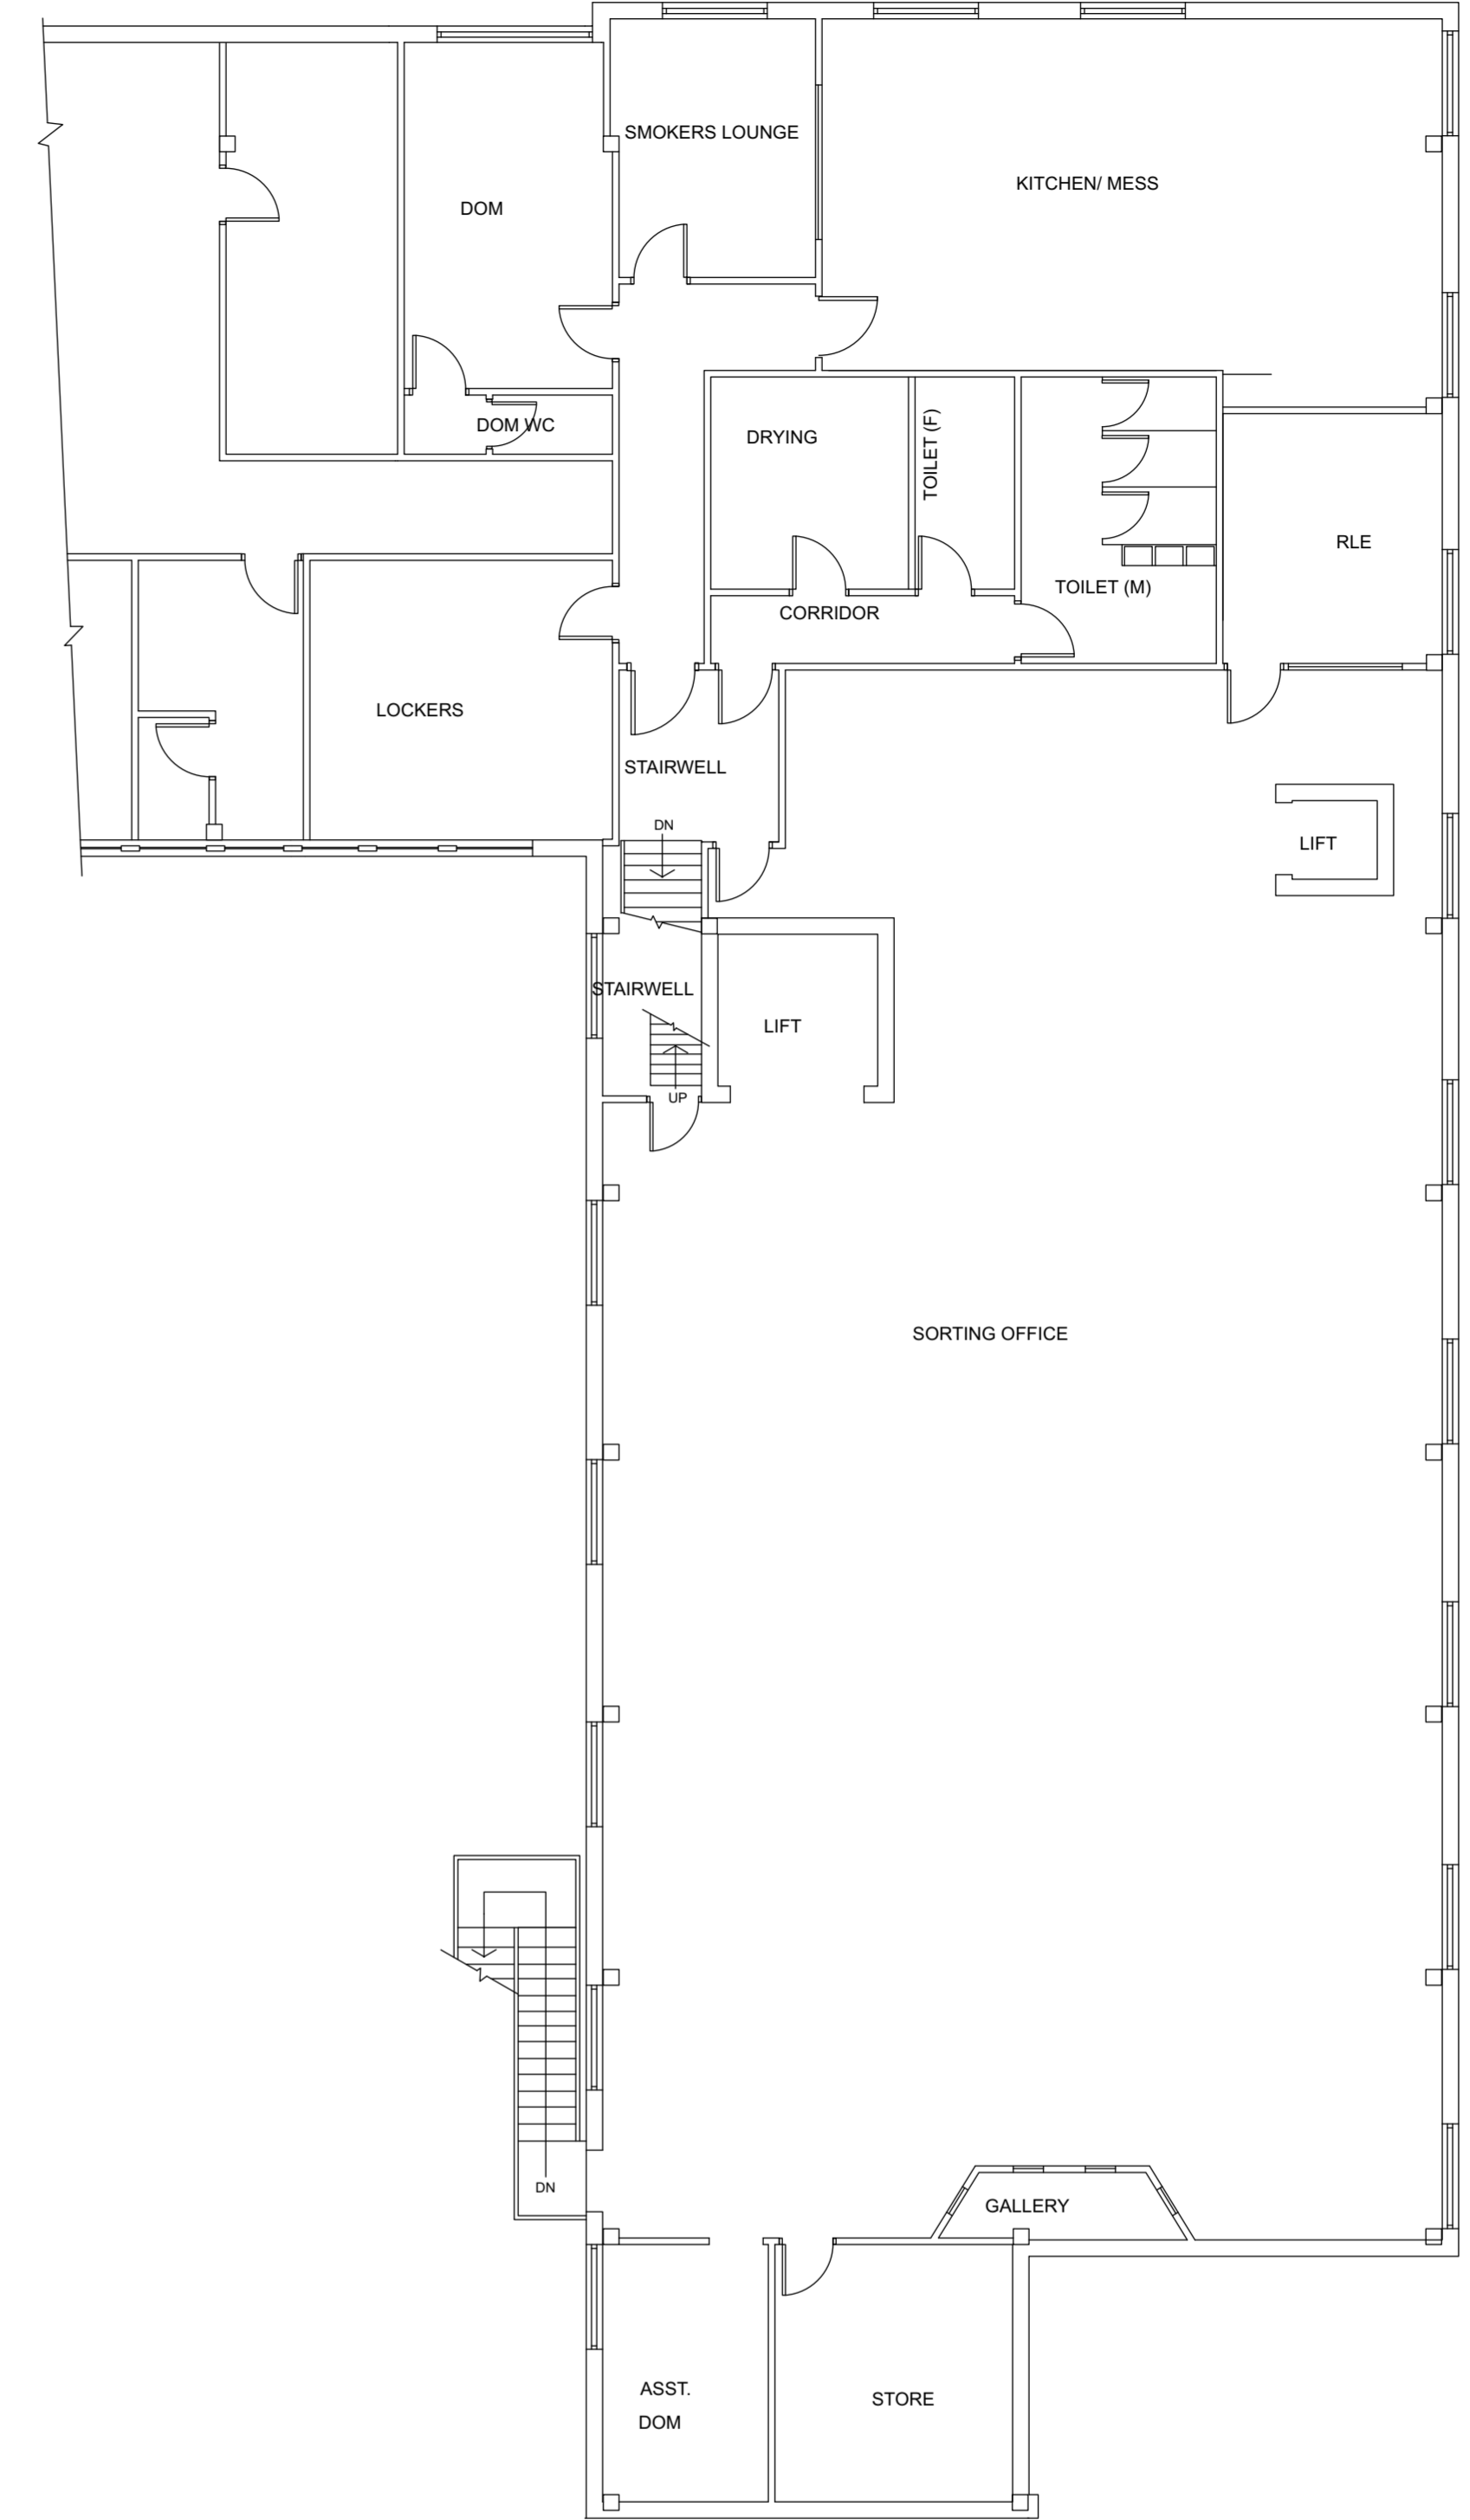 SMOKERS LOUNGE
KITCHEN/ MESS
DOM
DOM WC
DRYING
TOILET (F)
RLE
TOILET (M)
CORRIDOR
LOCKERS
STAIRWELL
DN
LIFT
STAIRWELL
LIFT
UP
SORTING OFFICE
DN
GALLERY
ASST.
DOM
STORE